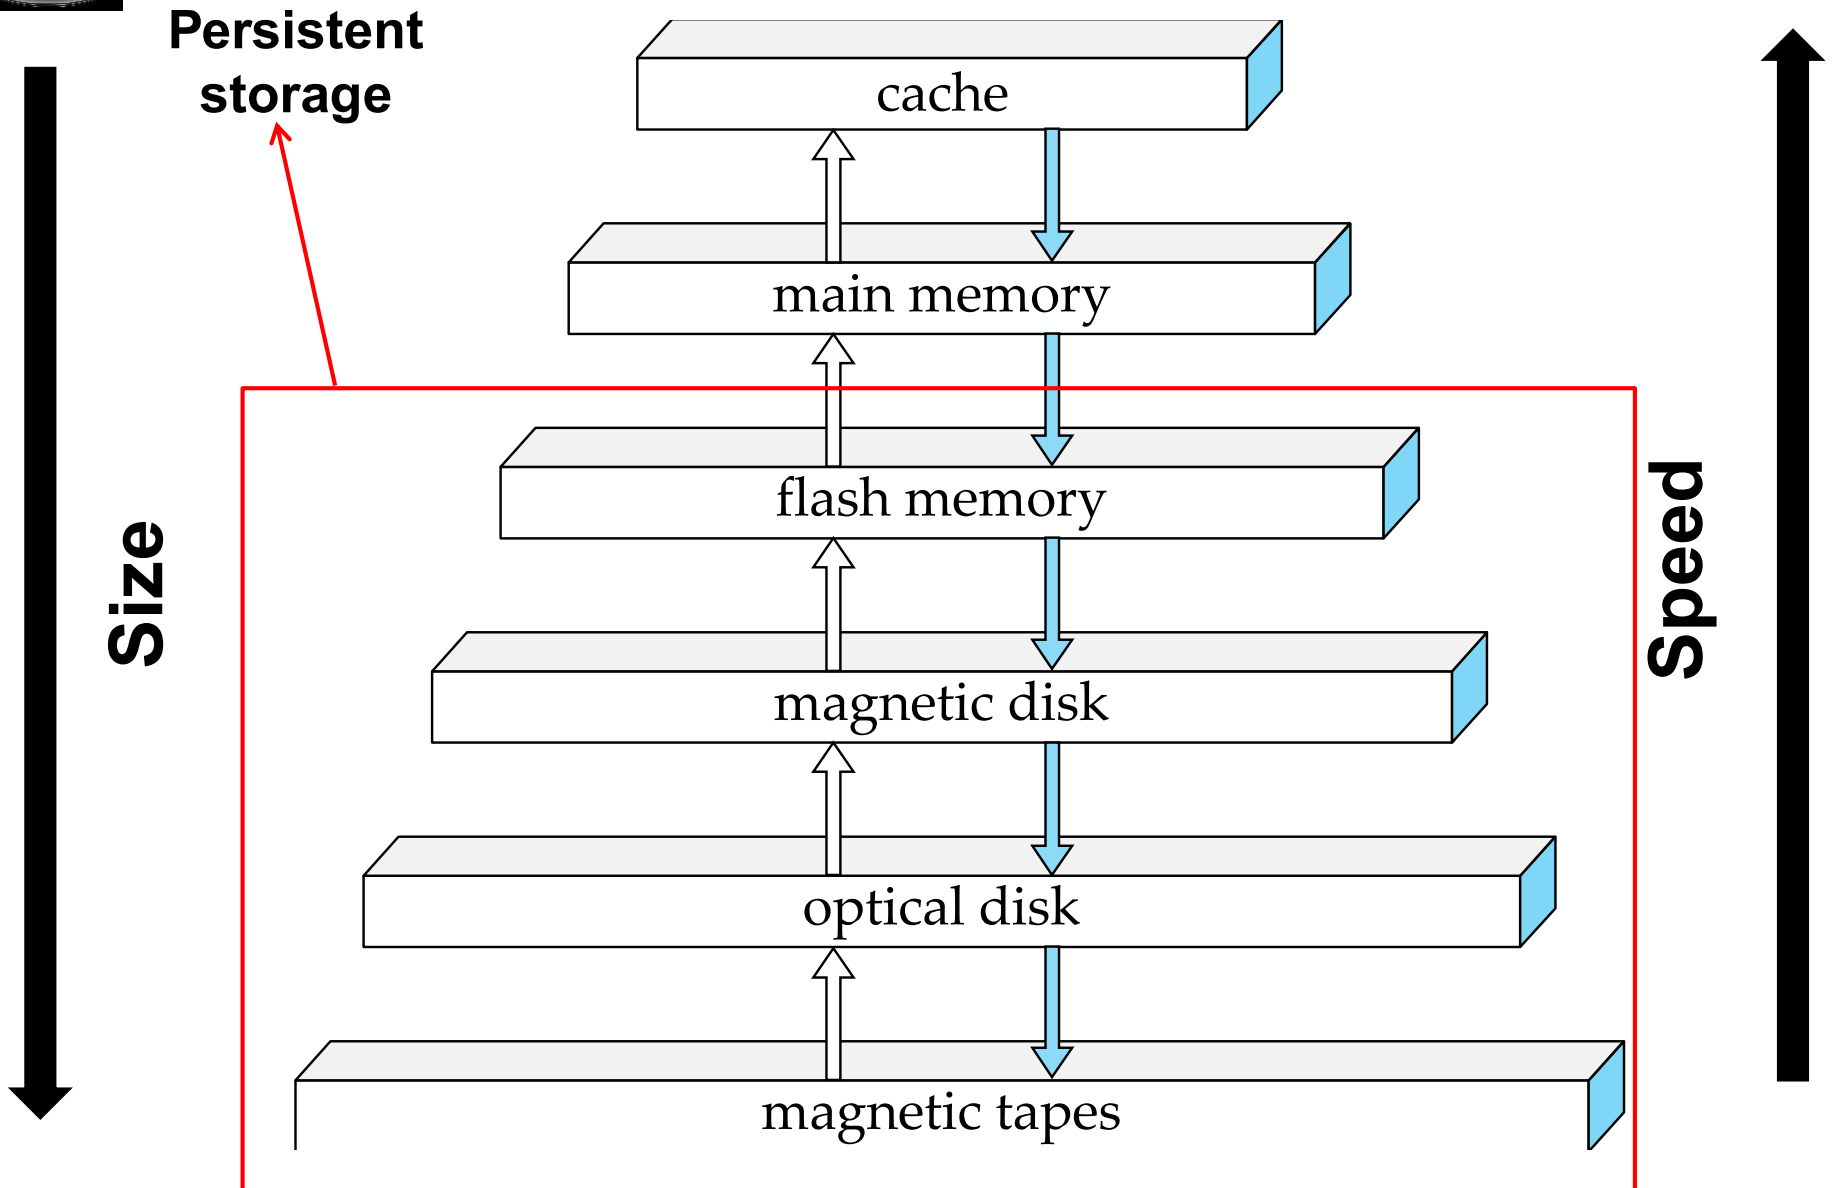 Persistent
storage
cache
main memory
flash memory
Size
Speed
magnetic disk
optical disk
magnetic tapes